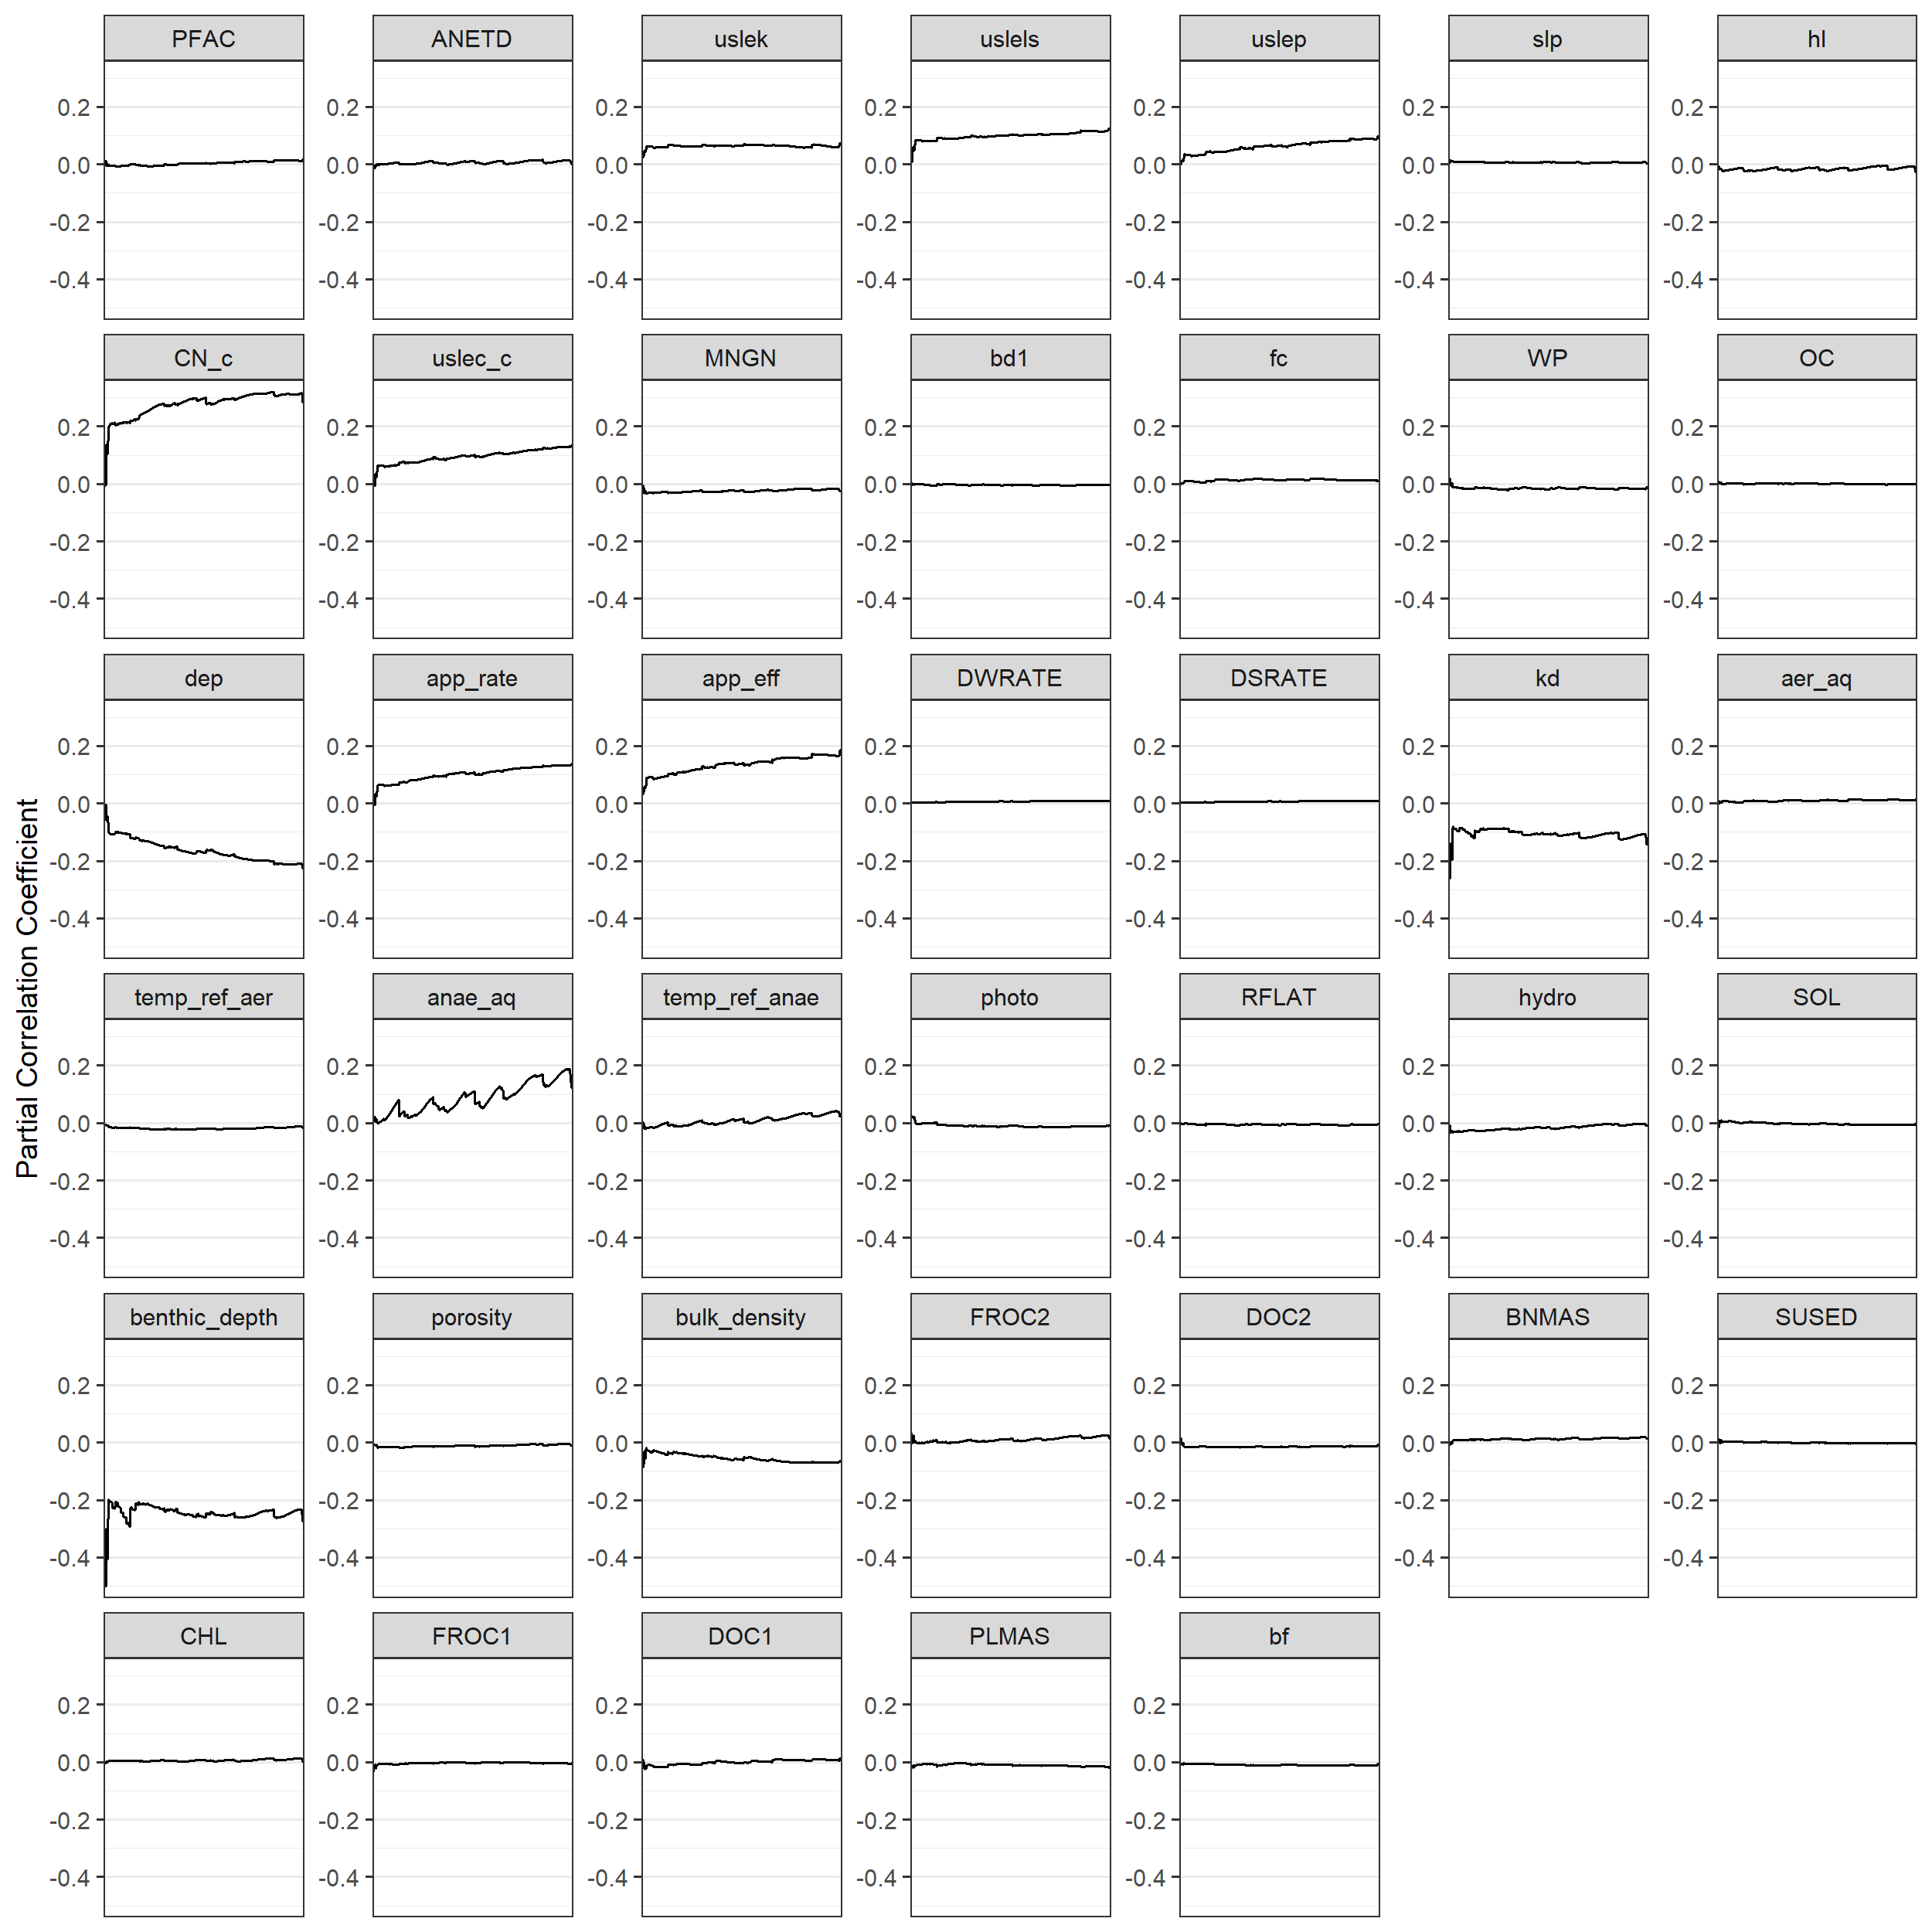 PFAC ANETD uslek uslels uslep slp hl
0.2 0.2 0.2 0.2 0.2 0.2 0.2
0.0 0.0 0.0 0.0 0.0 0.0 0.0
-0.2 -0.2 -0.2 -0.2 -0.2 -0.2 -0.2
-0.4 -0.4 -0.4 -0.4 -0.4 -0.4 -0.4
CN_c uslec_c MNGN bd1 fc WP OC
0.2 0.2 0.2 0.2 0.2 0.2 0.2
0.0 0.0 0.0 0.0 0.0 0.0 0.0
-0.2 -0.2 -0.2 -0.2 -0.2 -0.2 -0.2
-0.4 -0.4 -0.4 -0.4 -0.4 -0.4 -0.4
dep app_rate app_eff DWRATE DSRATE kd aer_aq
0.2 0.2 0.2 0.2 0.2 0.2 0.2
0.0 0.0 0.0 0.0 0.0 0.0 0.0
-0.2 -0.2 -0.2 -0.2 -0.2 -0.2 -0.2
-0.4 -0.4 -0.4 -0.4 -0.4 -0.4 -0.4
Partial Correlation Coefficient
temp_ref_aer anae_aq temp_ref_anae photo RFLAT hydro SOL
0.2 0.2 0.2 0.2 0.2 0.2 0.2
0.0 0.0 0.0 0.0 0.0 0.0 0.0
-0.2 -0.2 -0.2 -0.2 -0.2 -0.2 -0.2
-0.4 -0.4 -0.4 -0.4 -0.4 -0.4 -0.4
benthic_depth porosity bulk_density FROC2 DOC2 BNMAS SUSED
0.2 0.2 0.2 0.2 0.2 0.2 0.2
0.0 0.0 0.0 0.0 0.0 0.0 0.0
-0.2 -0.2 -0.2 -0.2 -0.2 -0.2 -0.2
-0.4 -0.4 -0.4 -0.4 -0.4 -0.4 -0.4
CHL FROC1 DOC1 PLMAS bf
0.2 0.2 0.2 0.2 0.2
0.0 0.0 0.0 0.0 0.0
-0.2 -0.2 -0.2 -0.2 -0.2
-0.4 -0.4 -0.4 -0.4 -0.4